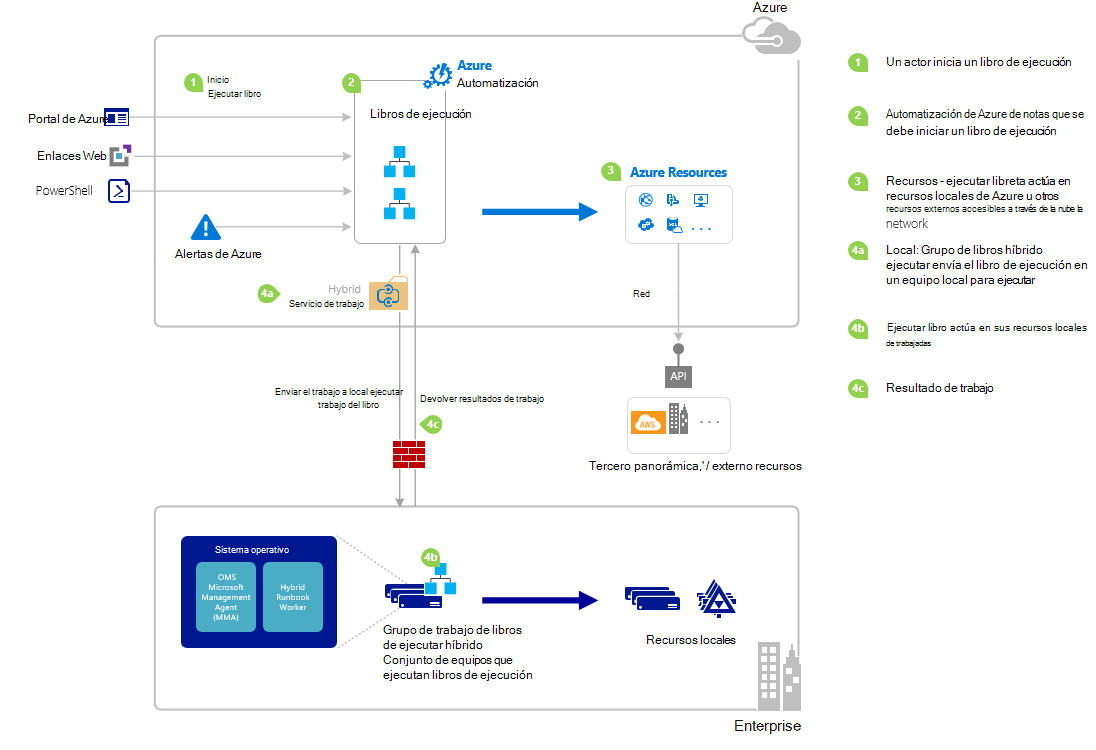 Azure
1
Inicio
Ejecutar libro
2
Azure
Automatización
Libros de ejecución
Portal de Azure
Enlaces Web
PowerShell
Alertas de Azure
3
Azure Resources
...
4a
Hybrid
Servicio de trabajo
Red
API
AWS
...
Tercero panorámica,'/ externo recursos
Enviar el trabajo a local ejecutar
trabajo del libro
Devolver resultados de trabajo
4c
Sistema operativo
OMS
Microsoft
Management
Agent
(MMA)
Hybrid
Runbook
Worker
4b
Grupo de trabajo de libros
de ejecutar híbrido
Conjunto de equipos que
ejecutan libros de ejecución
Recursos locales
Enterprise
1
Un actor inicia un libro de ejecución
2
Automatización de Azure de notas que se
debe iniciar un libro de ejecución
3
Recursos - ejecutar libreta actúa en
recursos locales de Azure u otros
recursos externos accesibles a través de la nube la
network
4a
Local: Grupo de libros híbrido
ejecutar envía el libro de ejecución en
un equipo local para ejecutar
4b
Ejecutar libro actúa en sus recursos locales
de trabajadas
4c
Resultado de trabajo